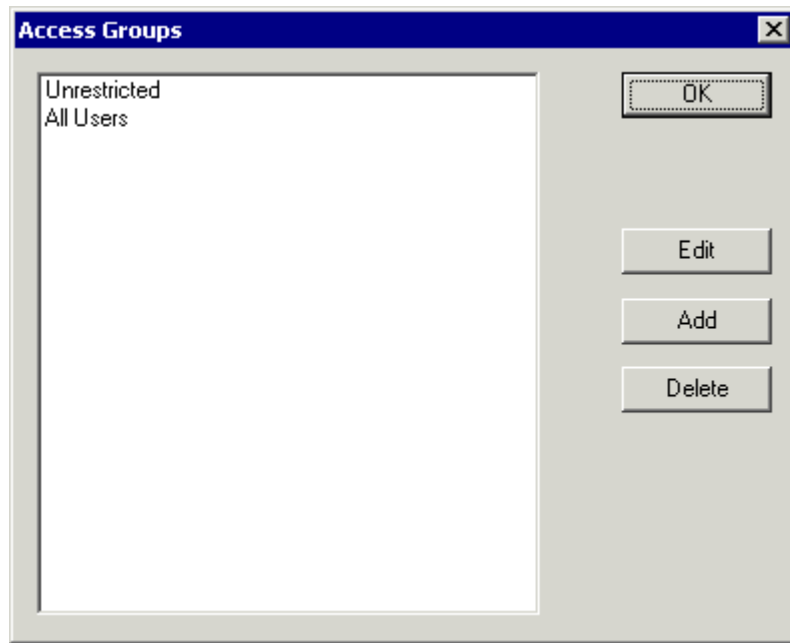 Access Groups
Unrestricted
All Users
OK
Edit
Add
Delete